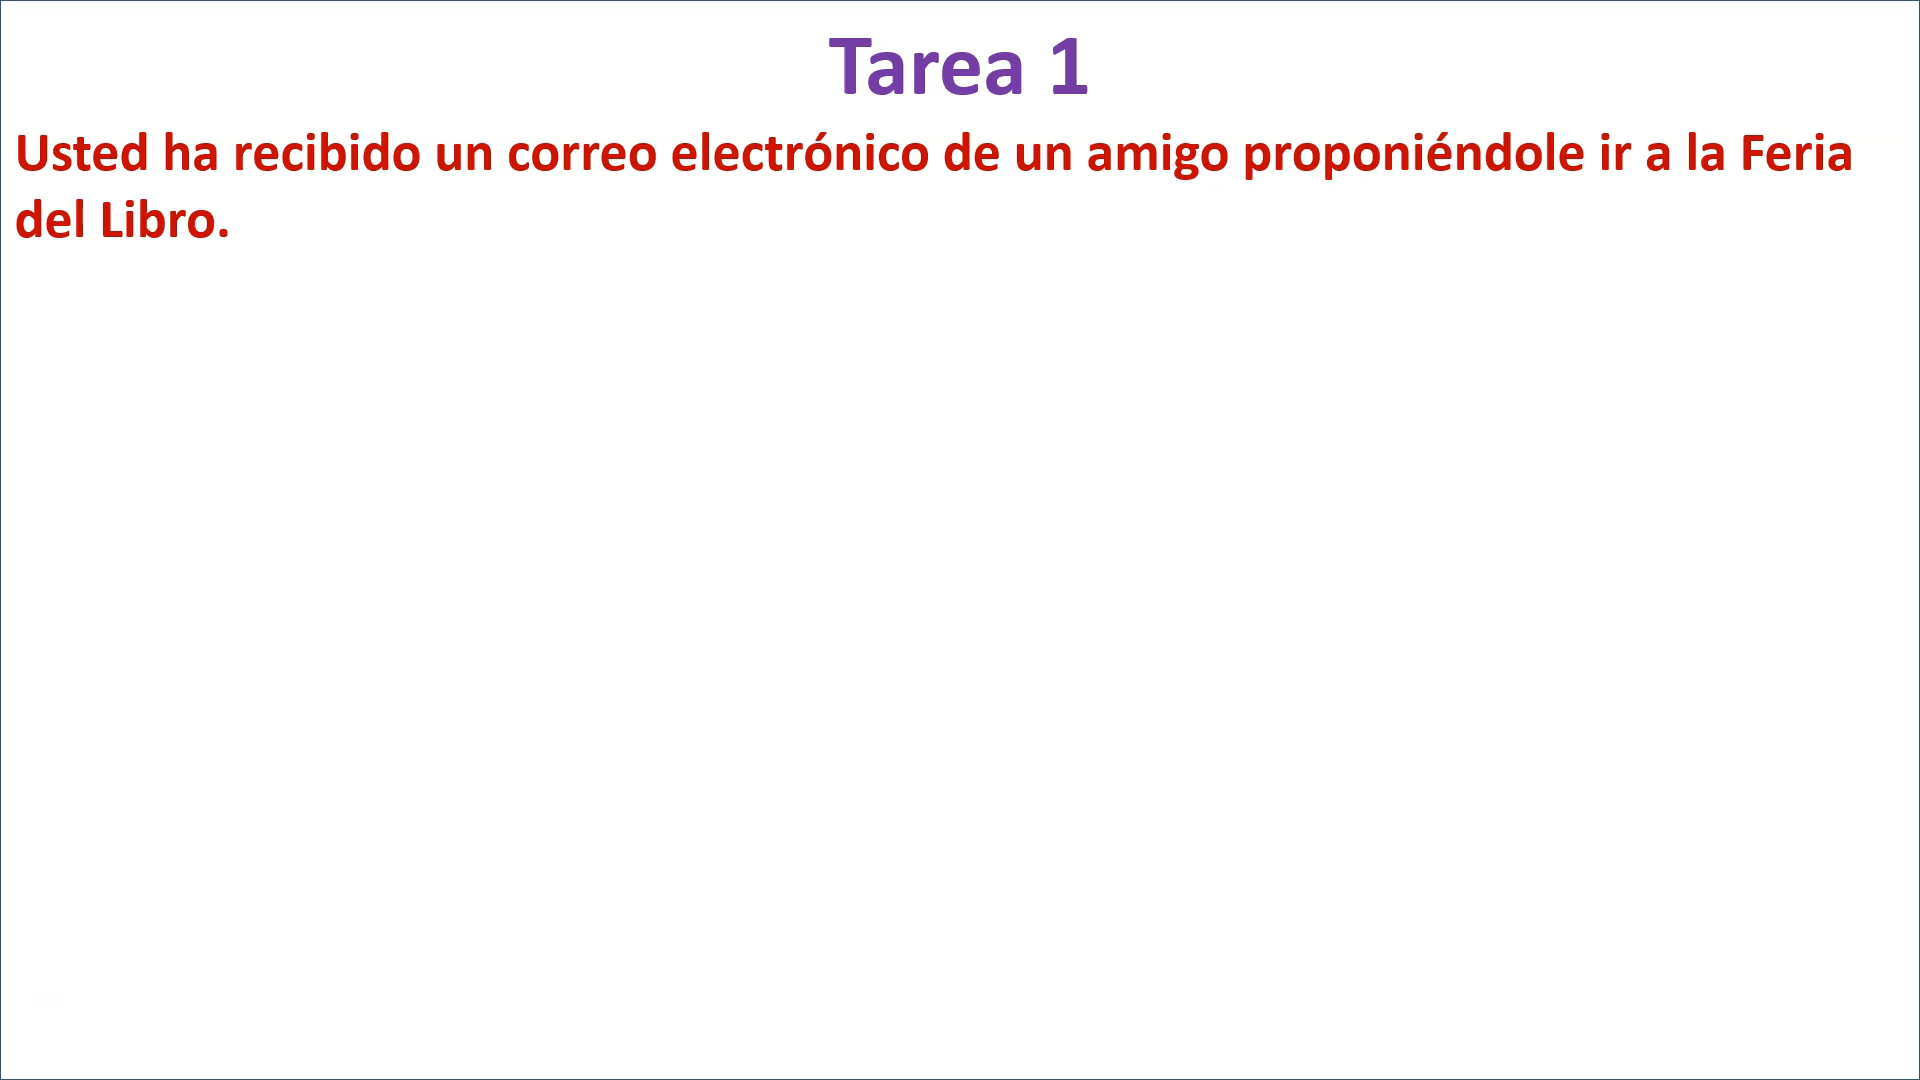 Tarea 1
Usted ha recibido un correo electrónico de un amigo proponiéndole ir a la Feria
del Libro.